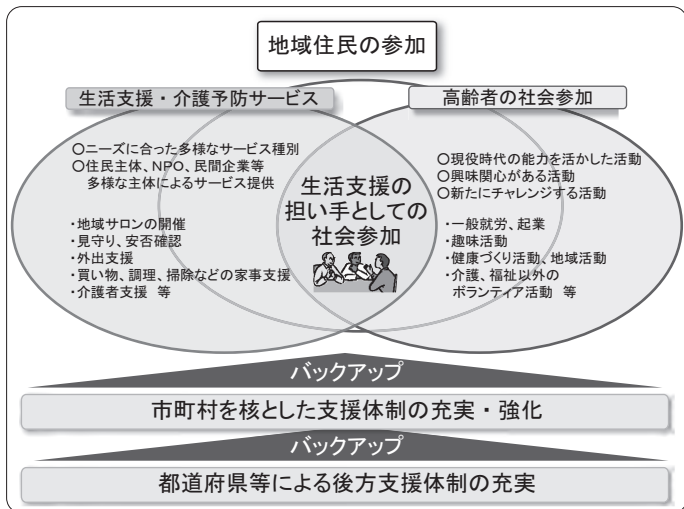 地域住民の参加
生活支援・介護予防サービス
○ニーズに合った多様なサービス種別
○住民主体、NPO、民間企業等
多様な主体によるサービス提供
・地域サロンの開催
・見守り、安否確認
・外出支援
・買い物、調理、掃除などの家事支援
・介護者支援 等
生活支援の
担い手としての
社会参加
高齢者の社会参加
○現役時代の能力を活かした活動
○興味関心がある活動
○新たにチャレンジする活動
・一般就労、起業
・趣味活動
・健康づくり活動、地域活動
・介護、福祉以外の
ボランティア活動 等
バックアップ
市町村を核とした支援体制の充実・強化
バックアップ
都道府県等による後方支援体制の充実